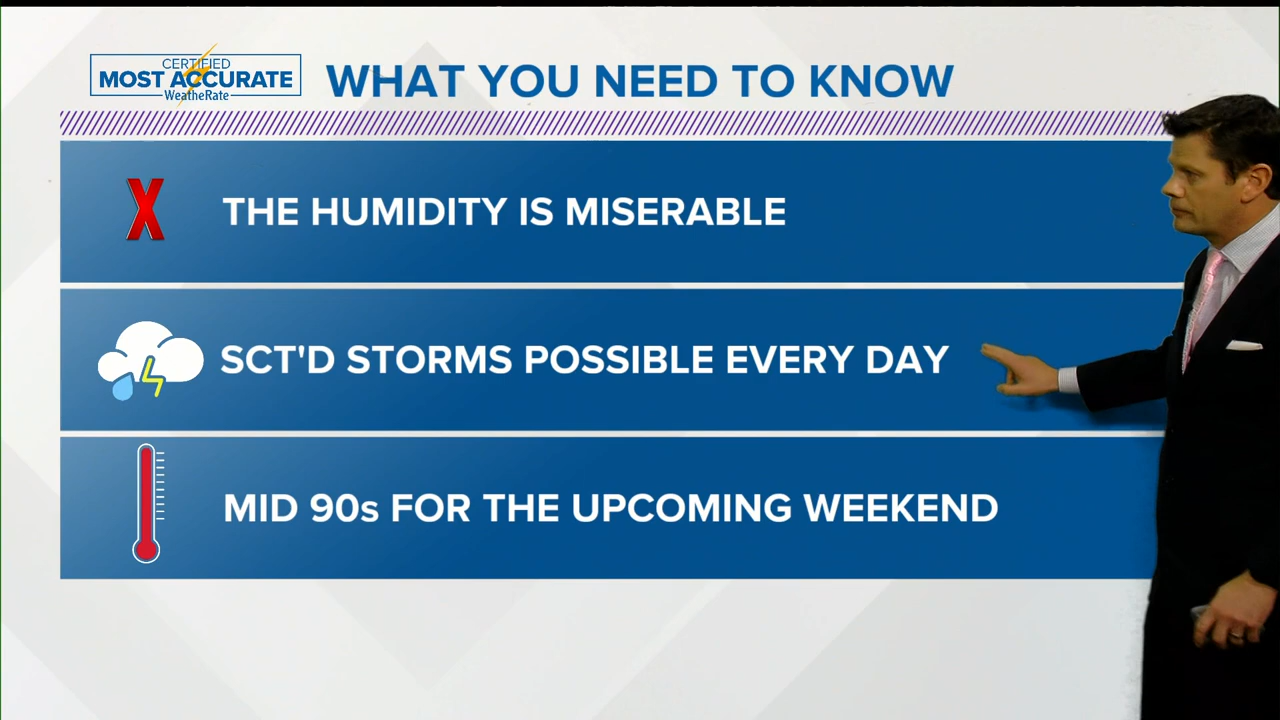 CERTIFIED
MOST ACCURATE
WeatheRate
WHAT YOU NEED TO KNOW
X
THE HUMIDITY IS MISERABLE
SCT'D STORMS POSSIBLE EVERY DAY
MID 90s FOR THE UPCOMING WEEKEND